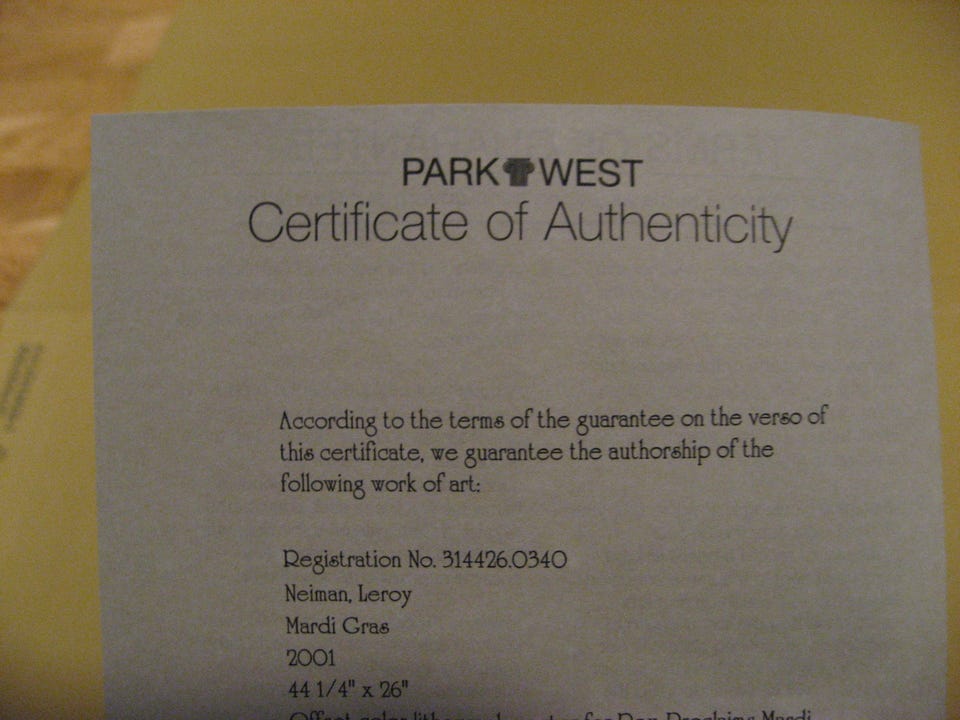 PARK WEST
Certificate of Authenticity
According to the terms of the guarantee on the verso of
this certificate, we guarantee the authorship of the
following work of art:
Registration No. 314426.0340
Neiman, Leroy
Mardi Gras
2001
44 1/4" x 26"
Mardi